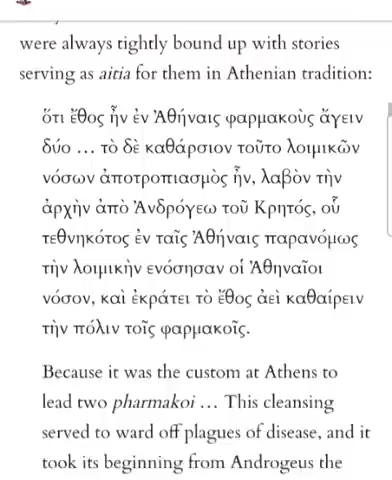 were always tightly bound up with stories
serving as aitia for them in Athenian tradition:
ὅτι ἔθος ἦν ἐν Ἀθήναις φαρμακοὺς ἄγειν
δύο … τὸ δὲ καθάρσιον τοῦτο λοιμικῶν
νόσων ἀποτροπιασμὸς ἦν, λαβὸν τὴν
ἀρχὴν ἀπὸ Ἀνδρόγεω τοῦ Κρητός, οὗ
τεθνηκότος ἐν ταῖς Ἀθήναις παρανόμως
τὴν λοιμικὴν ενόσησαν οἱ Ἀθηναῖοι
νόσον, καὶ ἐκράτει τὸ ἔθος ἀεὶ καθαίρειν
τὴν πόλιν τοῖς φαρμακοῖς.
Because it was the custom at Athens to
lead two pharmakoi … This cleansing
served to ward off plagues of disease, and it
took its beginning from Androgeus the